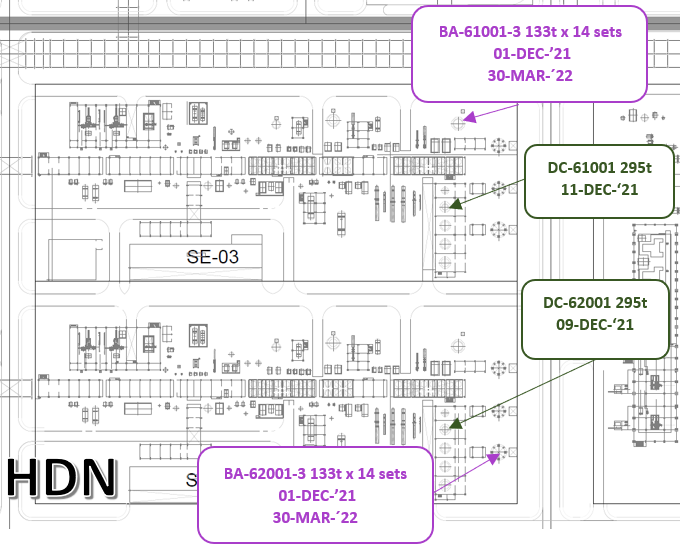 BA-61001-3 133t x 14 sets
01-DEC-’21
30-MAR-´22
DC-61001 295t
11-DEC-‘21
SE-03
DC-62001 295t
09-DEC-‘21
HDN
BA-62001-3 133t x 14 sets
01-DEC-’21
30-MAR-´22